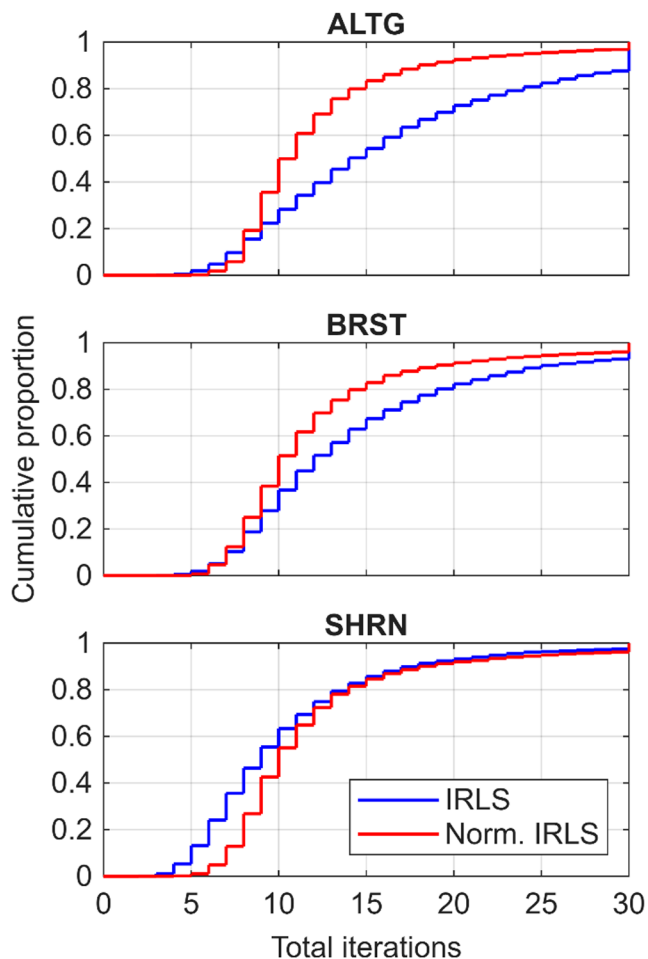 ALTG
1
0.8
0.6
0.4
0.2
0
BRST
1
0.8
0.6
0.4
0.2
0
Cumulative proportion
SHRN
1
0.8
0.6
0.4
0.2
0
IRLS
Norm. IRLS
0 5 10 15 20 25 30
Total iterations